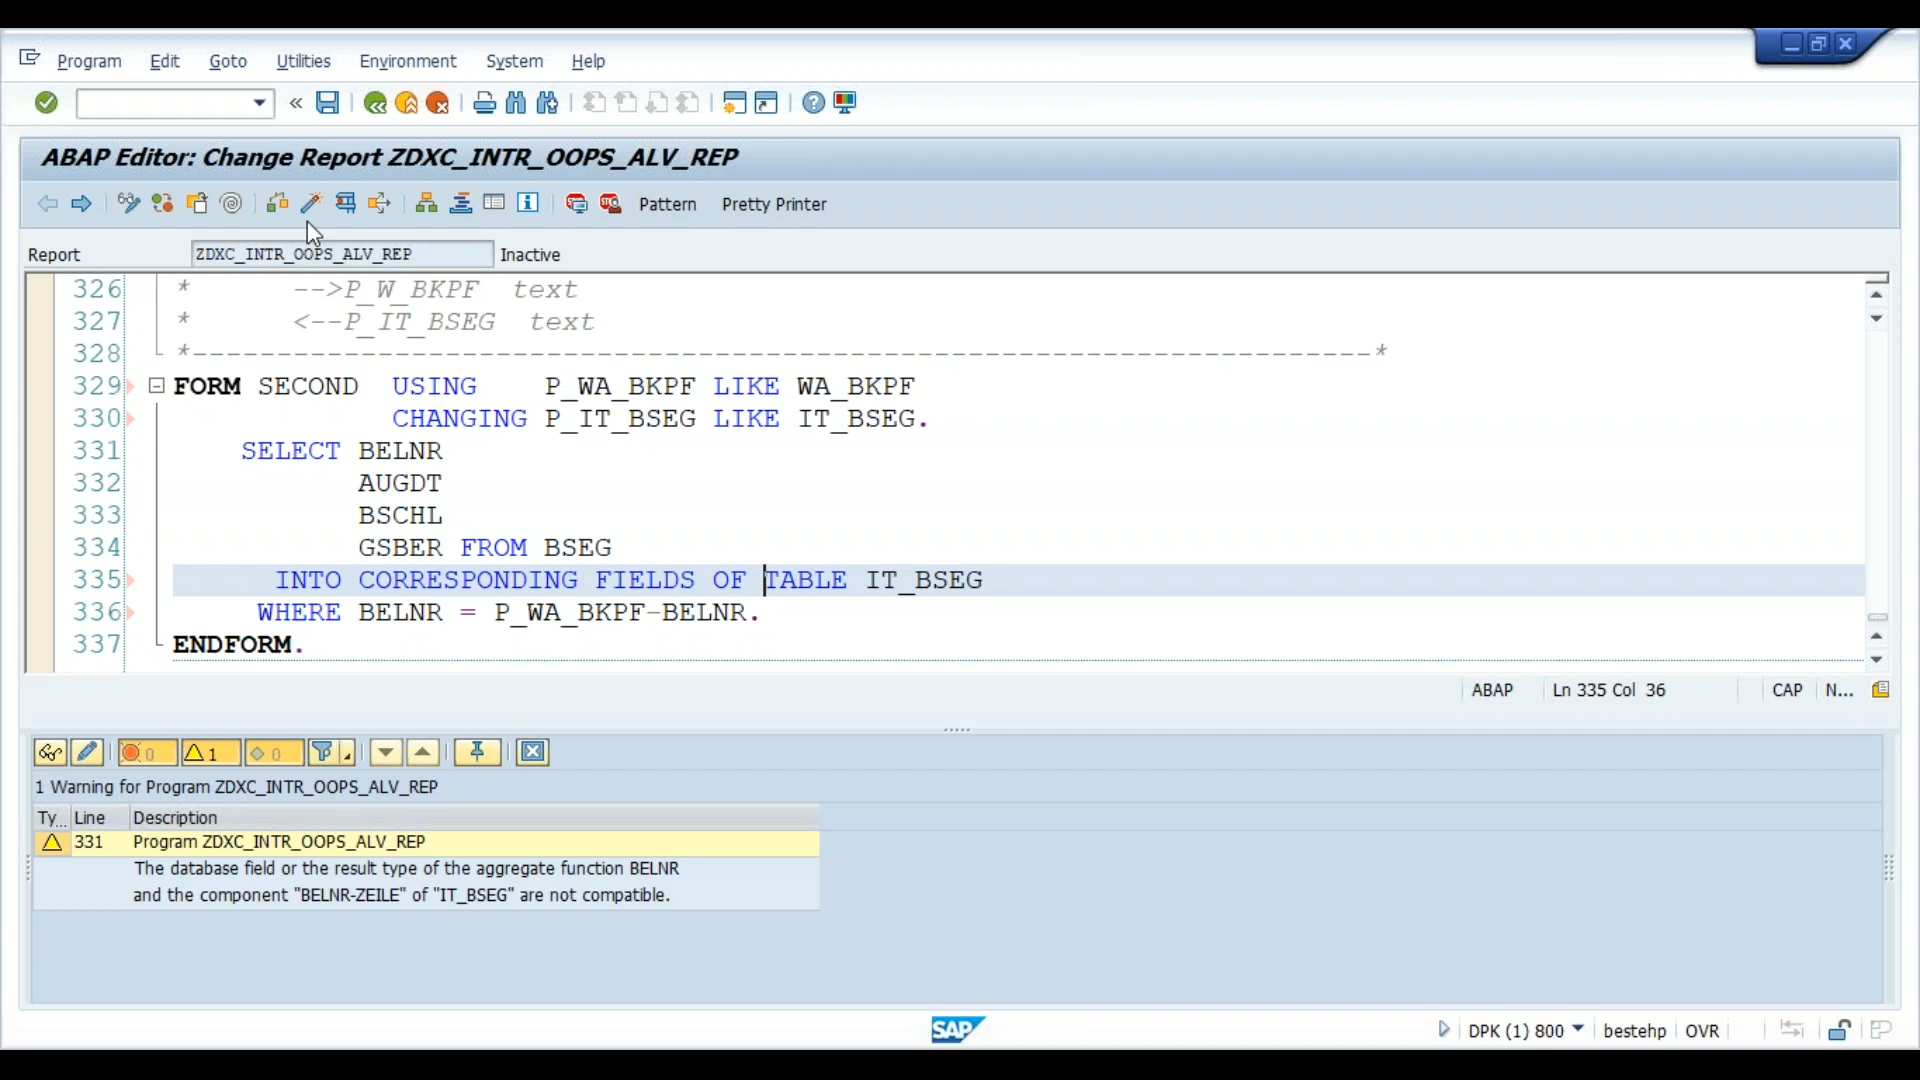 Program Edit Goto Utilities Environment System Help
ABAP Editor: Change Report ZDXC_INTR_OOPS_ALV_REP
Pattern Pretty Printer
Report ZDXC_INTR_OOPS_ALV_REP Inactive
326 * -->P_W_BKPF text
327 * <--P_IT_BSEG text
328 *----------------------------------------------------------------------*
329 FORM SECOND USING P_WA_BKPF LIKE WA_BKPF
330 CHANGING P_IT_BSEG LIKE IT_BSEG.
331 SELECT BELNR
332 AUGDT
333 BSCHL
334 GSBER FROM BSEG
335 INTO CORRESPONDING FIELDS OF TABLE IT_BSEG
336 WHERE BELNR = P_WA_BKPF-BELNR.
337 ENDFORM.
ABAP Ln 335 Col 36 CAP N...
0 1 0
1 Warning for Program ZDXC_INTR_OOPS_ALV_REP
Ty... Line Description
331 Program ZDXC_INTR_OOPS_ALV_REP
The database field or the result type of the aggregate function BELNR
and the component "BELNR-ZEILE" of "IT_BSEG" are not compatible.
SAP DPK (1) 800 bestehp OVR